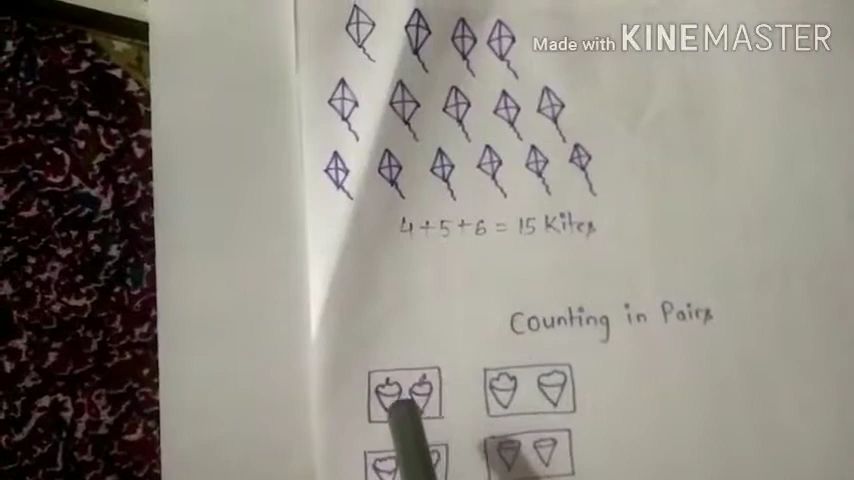 Made with KINEMASTER
4+5+6 = 15 Kites
Counting in Pairs